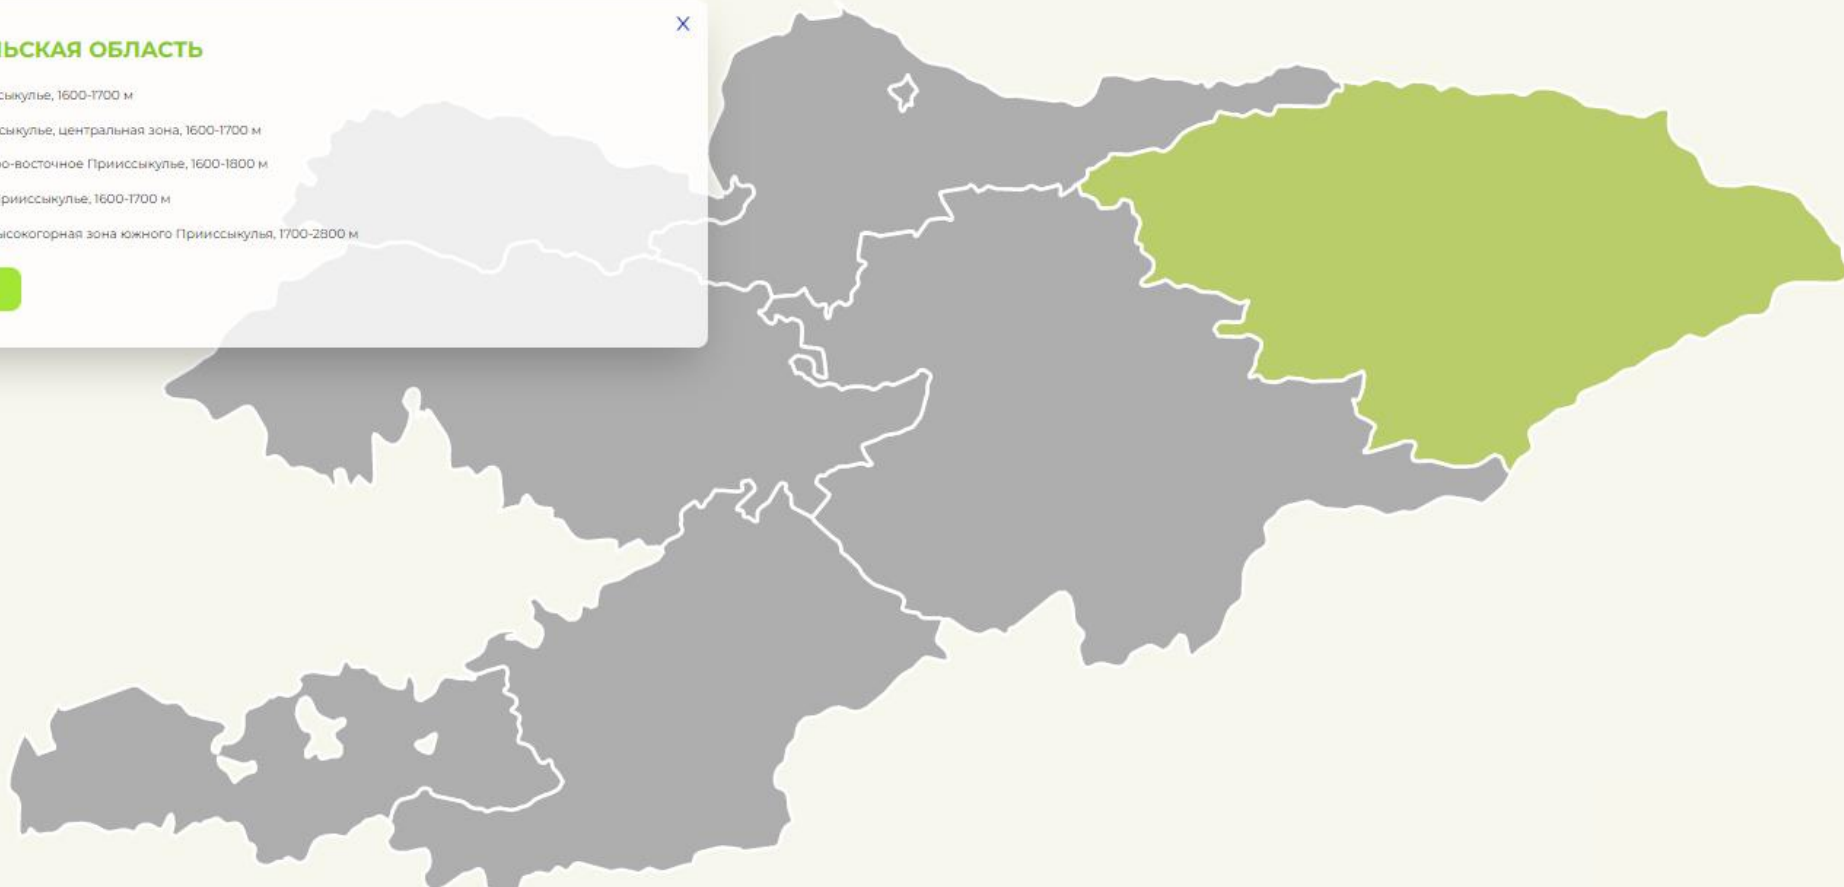 X
ЬСКАЯ ОБЛАСТЬ
сыкулье, 1600-1700 м
сыкулье, центральная зона, 1600-1700 м
о-восточное Прииссыкулье, 1600-1800 м
рииссыкулье, 1600-1700 м
ысокогорная зона южного Прииссыкулья, 1700-2800 м